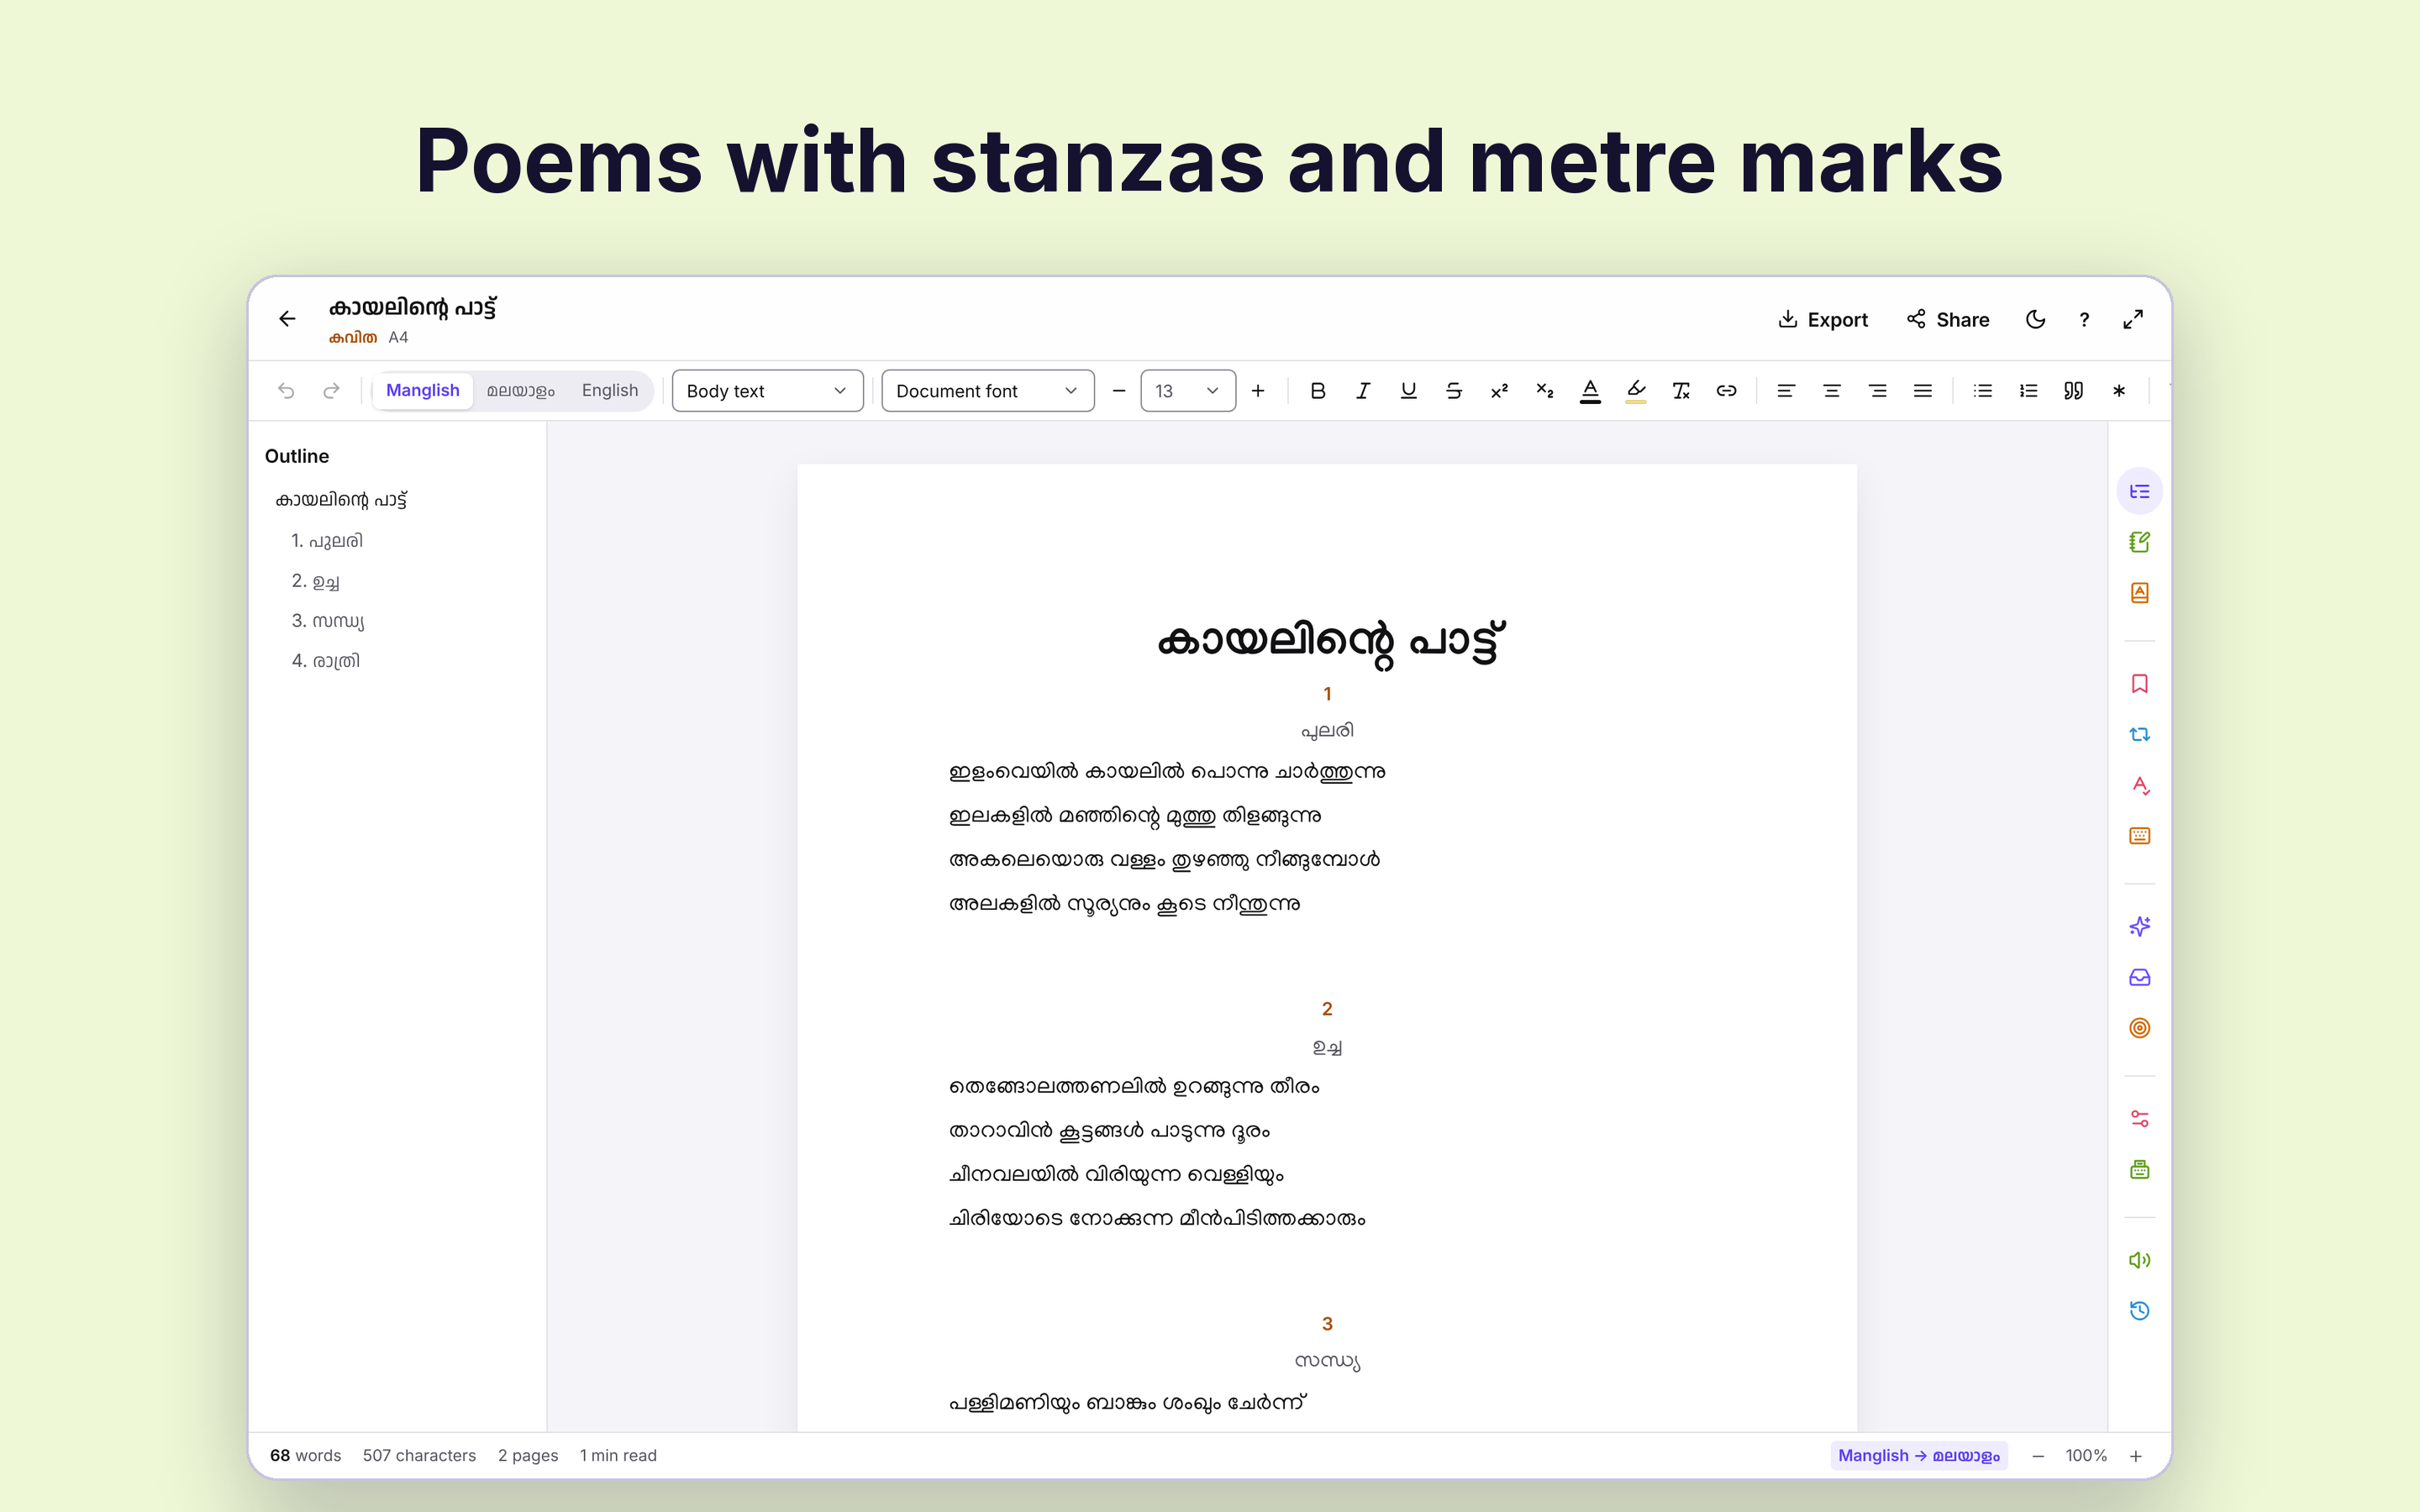 Poems with stanzas and metre marks
കായലിന്റെ പാട്ട്
കവിത A4
Export Share ?
Manglish മലയാളം English Body text Document font 13
Outline
കായലിന്റെ പാട്ട്
1. പുലരി
2. ഉച്ച
3. സന്ധ്യ
4. രാത്രി
കായലിന്റെ പാട്ട്
1
പുലരി
ഇളംവെയിൽ കായലിൽ പൊന്നു ചാർത്തുന്നു
ഇലകളിൽ മഞ്ഞിന്റെ മുത്തു തിളങ്ങുന്നു
അകലെയൊരു വള്ളം തുഴഞ്ഞു നീങ്ങുമ്പോൾ
അലകളിൽ സൂര്യനും കൂടെ നീന്തുന്നു
2
ഉച്ച
തെങ്ങോലത്തണലിൽ ഉറങ്ങുന്നു തീരം
താറാവിൻ കൂട്ടങ്ങൾ പാടുന്നു ദൂരം
ചീനവലയിൽ വിരിയുന്ന വെള്ളിയും
ചിരിയോടെ നോക്കുന്ന മീൻപിടിത്തക്കാരും
3
സന്ധ്യ
പള്ളിമണിയും ബാങ്കും ശംഖും ചേർന്ന്
68 words 507 characters 2 pages 1 min read
Manglish → മലയാളം − 100% +